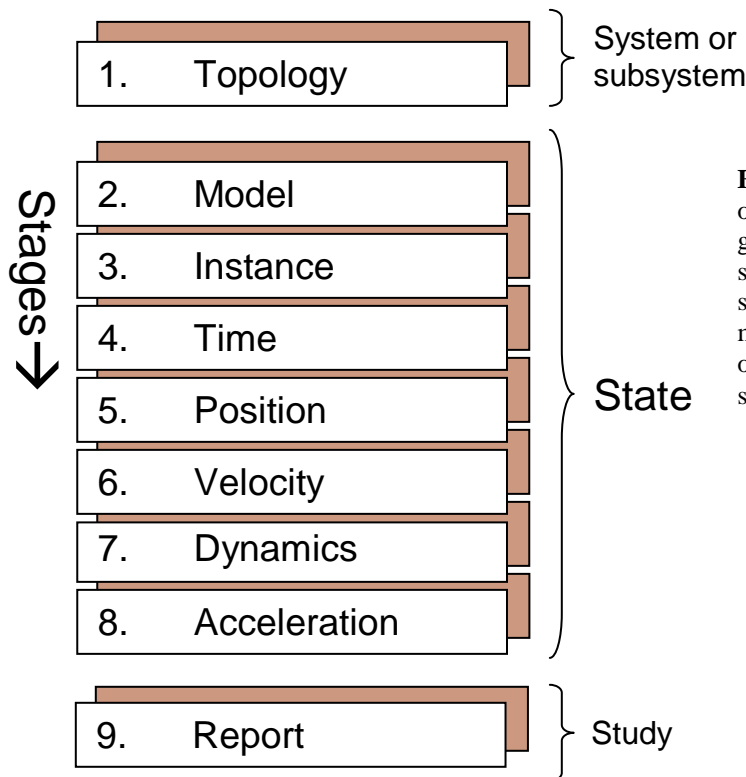 System or
subsystem
1. Topology
Stages→
2. Model
3. Instance
4. Time
5. Position
6. Velocity
7. Dynamics
8. Acceleration
State
9. Report
Study